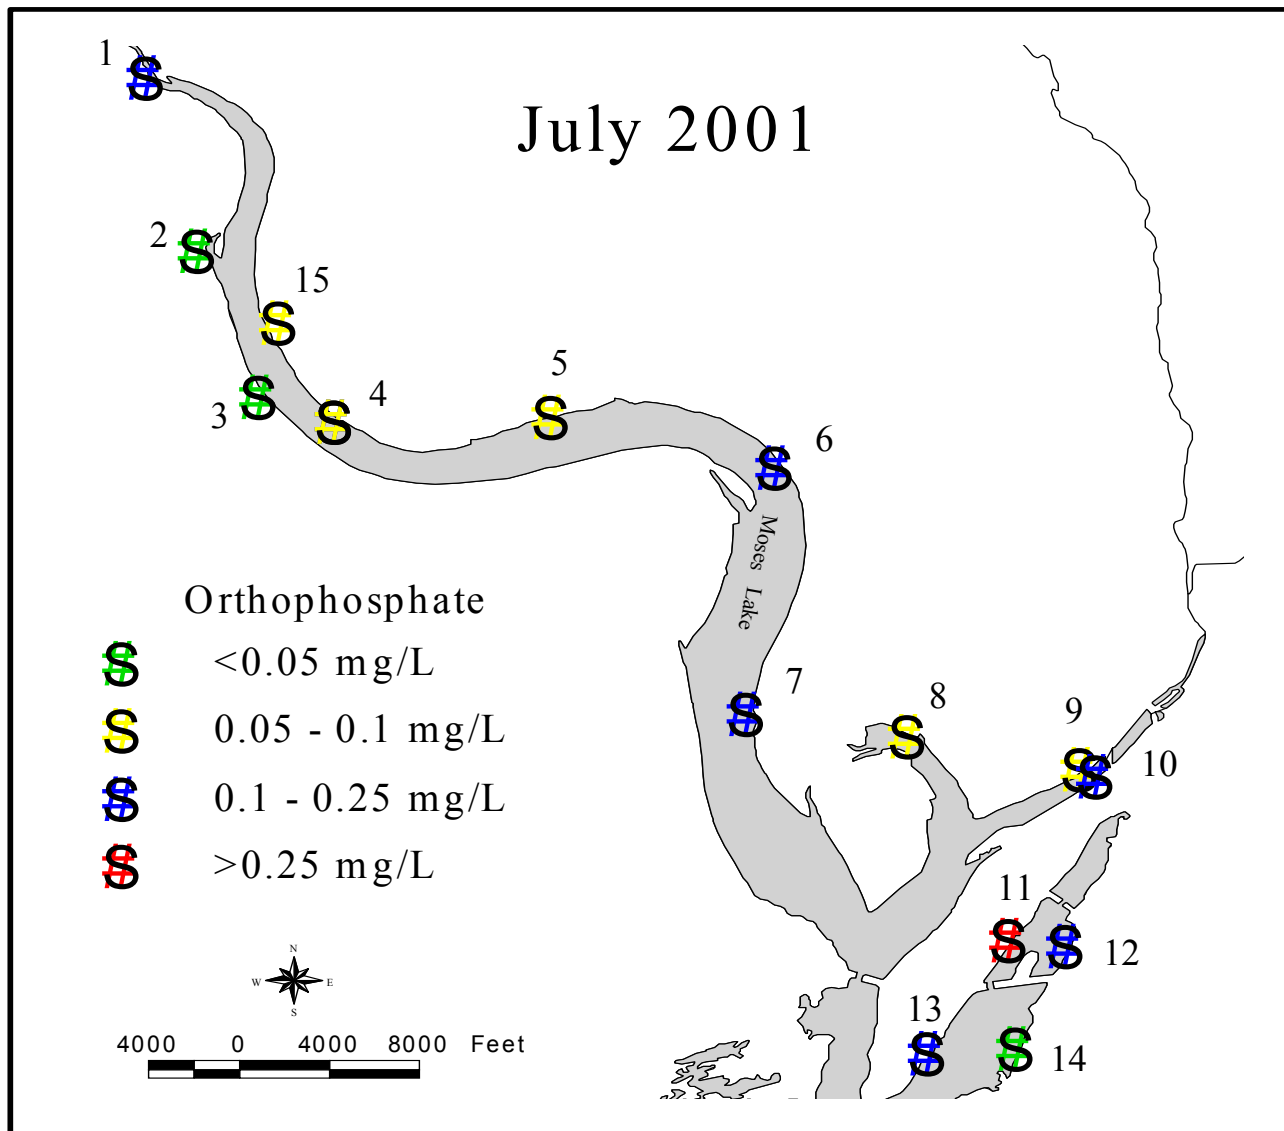 July 2001
1
2
15
3
4
5
6
Moses Lake
7
8
9
10
11
12
13
14
Orthophosphate
S <0.05 mg/L
S 0.05 - 0.1 mg/L
S 0.1 - 0.25 mg/L
S >0.25 mg/L
N
W E
S
4000 0 4000 8000 Feet